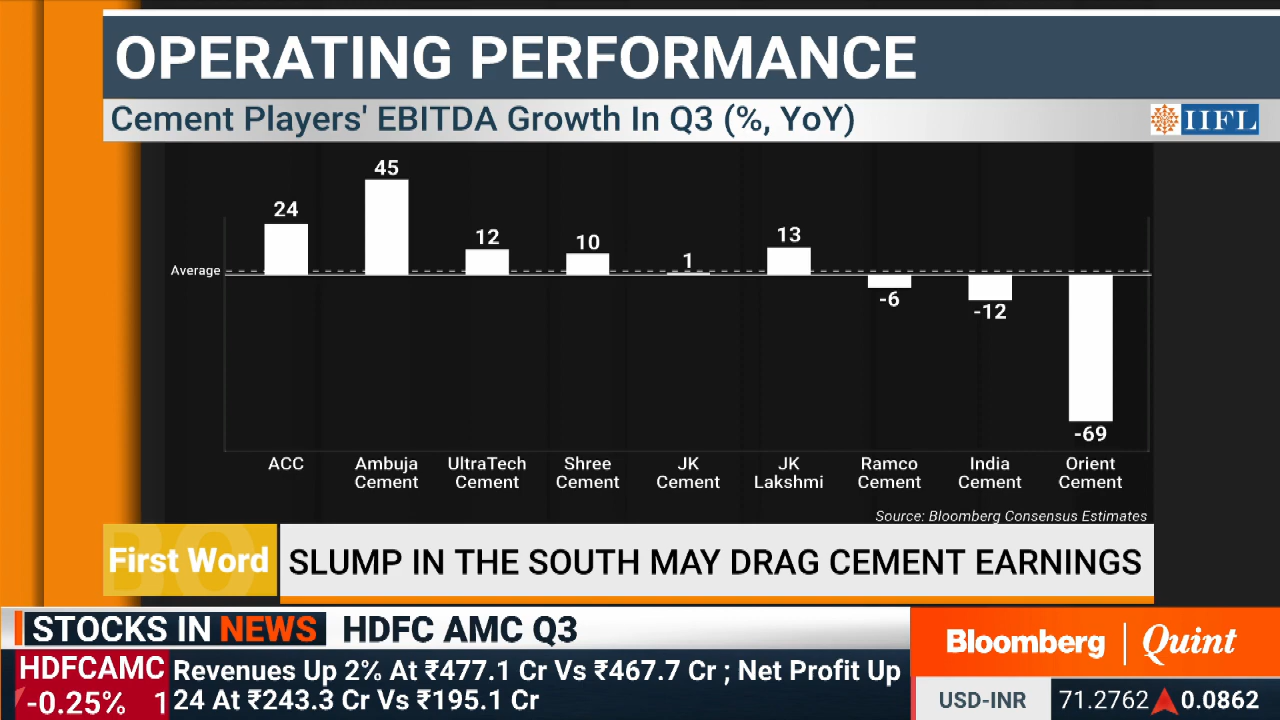 OPERATING PERFORMANCE
Cement Players' EBITDA Growth In Q3 (%, YoY)
IIFL
24
45
12
10
1
13
-6
-12
-69
Average
ACC
Ambuja
Cement
UltraTech
Cement
Shree
Cement
JK
Cement
JK
Lakshmi
Ramco
Cement
India
Cement
Orient
Cement
Source: Bloomberg Consensus Estimates
First Word
SLUMP IN THE SOUTH MAY DRAG CEMENT EARNINGS
STOCKS IN NEWS HDFC AMC Q3
HDFCAMC
-0.25% 1
Revenues Up 2% At ₹477.1 Cr Vs ₹467.7 Cr ; Net Profit Up
24 At ₹243.3 Cr Vs ₹195.1 Cr
Bloomberg | Quint
USD-INR 71.2762 0.0862